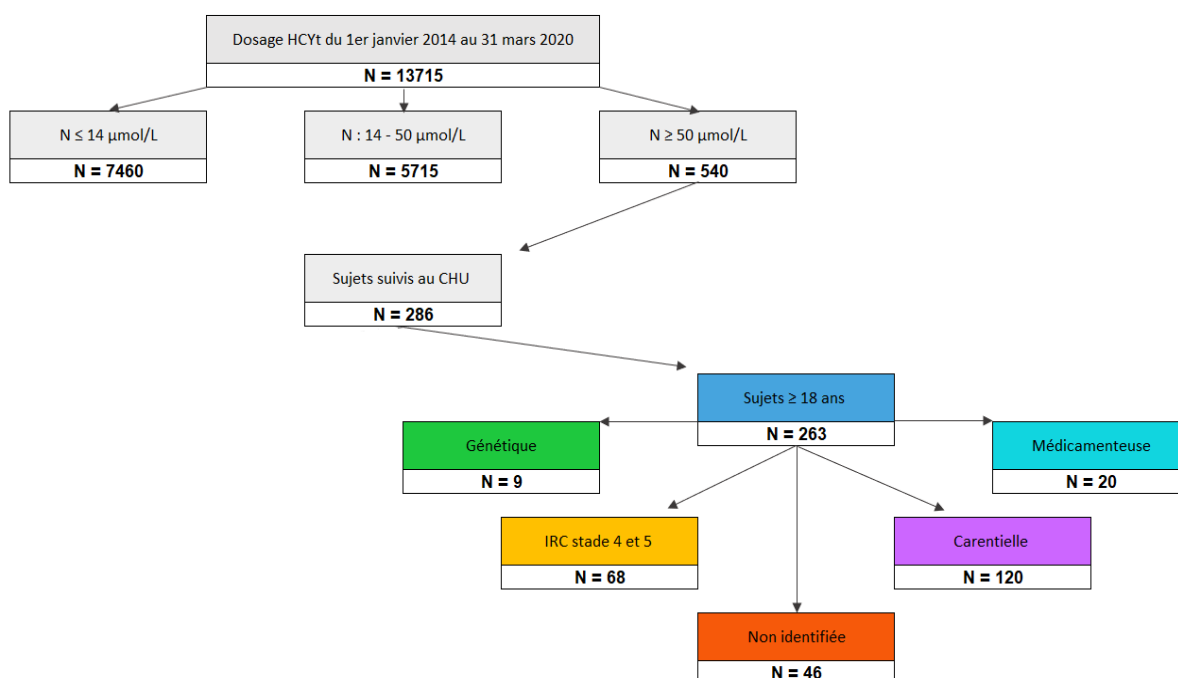 Dosage HCYt du 1er janvier 2014 au 31 mars 2020
N = 13715
N ≤ 14 µmol/L
N = 7460
N : 14 - 50 µmol/L
N = 5715
N ≥ 50 µmol/L
N = 540
Sujets suivis au CHU
N = 286
Sujets ≥ 18 ans
N = 263
Génétique
N = 9
Médicamenteuse
N = 20
IRC stade 4 et 5
N = 68
Carentielle
N = 120
Non identifiée
N = 46